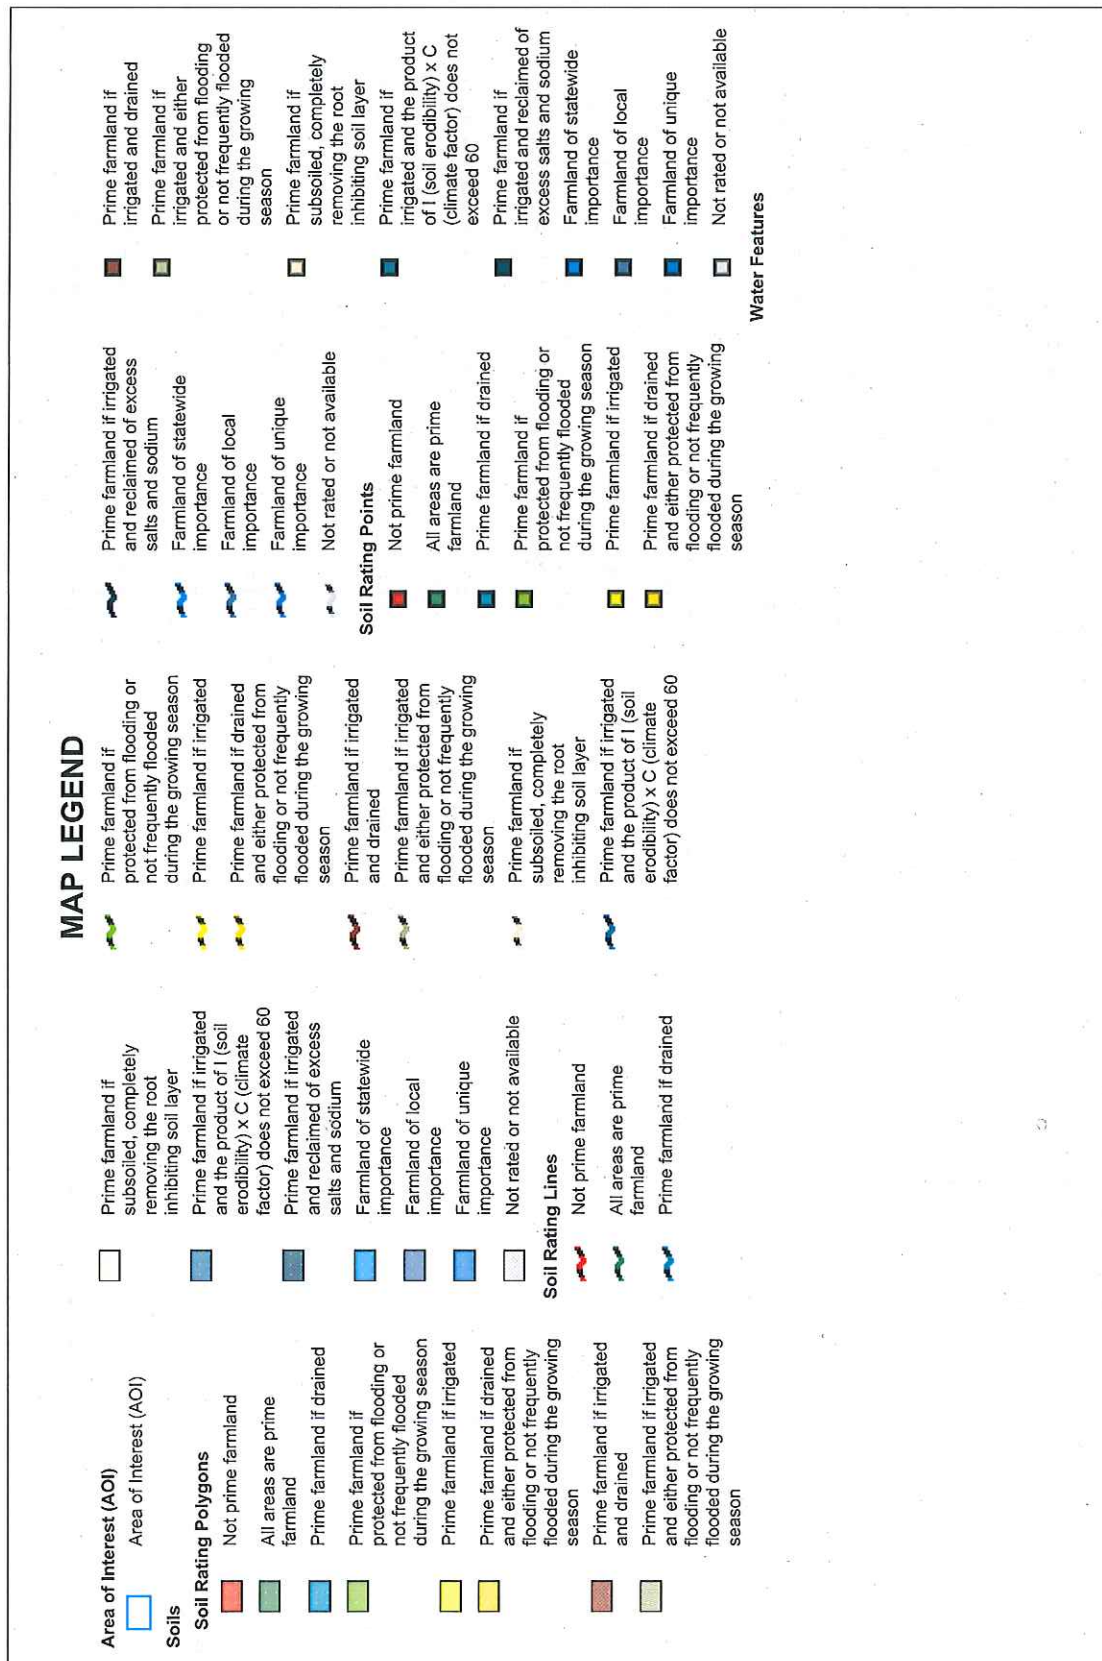 MAP LEGEND
Area of Interest (AOI)
Area of Interest (AOI)
Soils
Soil Rating Polygons
Not prime farmland
All areas are prime
farmland
Prime farmland if drained
Prime farmland if
protected from flooding or
not frequently flooded
during the growing season
Prime farmland if irrigated
Prime farmland if drained
and either protected from
flooding or not frequently
flooded during the growing
season
Prime farmland if irrigated
and drained
Prime farmland if irrigated
and either protected from
flooding or not frequently
flooded during the growing
season
Prime farmland if
subsoiled, completely
removing the root
inhibiting soil layer
Prime farmland if irrigated
and the product of I (soil
erodibility) x C (climate
factor) does not exceed 60
Prime farmland if irrigated
and reclaimed of excess
salts and sodium
Farmland of statewide
importance
Farmland of local
importance
Farmland of unique
importance
Not rated or not available
Soil Rating Lines
Not prime farmland
All areas are prime
farmland
Prime farmland if drained
Prime farmland if
protected from flooding or
not frequently flooded
during the growing season
Prime farmland if irrigated
Prime farmland if drained
and either protected from
flooding or not frequently
flooded during the growing
season
Prime farmland if irrigated
and drained
Prime farmland if irrigated
and either protected from
flooding or not frequently
flooded during the growing
season
Prime farmland if
subsoiled, completely
removing the root
inhibiting soil layer
Prime farmland if irrigated
and the product of I (soil
erodibility) x C (climate
factor) does not exceed 60
Prime farmland if irrigated
and reclaimed of excess
salts and sodium
Farmland of statewide
importance
Farmland of local
importance
Farmland of unique
importance
Not rated or not available
Soil Rating Points
Not prime farmland
All areas are prime
farmland
Prime farmland if drained
Prime farmland if
protected from flooding or
not frequently flooded
during the growing season
Prime farmland if irrigated
Prime farmland if drained
and either protected from
flooding or not frequently
flooded during the growing
season
Prime farmland if
irrigated and drained
Prime farmland if
irrigated and either
protected from flooding
or not frequently flooded
during the growing
season
Prime farmland if
subsoiled, completely
removing the root
inhibiting soil layer
Prime farmland if
irrigated and the product
of I (soil erodibility) x C
(climate factor) does not
exceed 60
Prime farmland if
irrigated and reclaimed of
excess salts and sodium
Farmland of statewide
importance
Farmland of local
importance
Farmland of unique
importance
Not rated or not available
Water Features